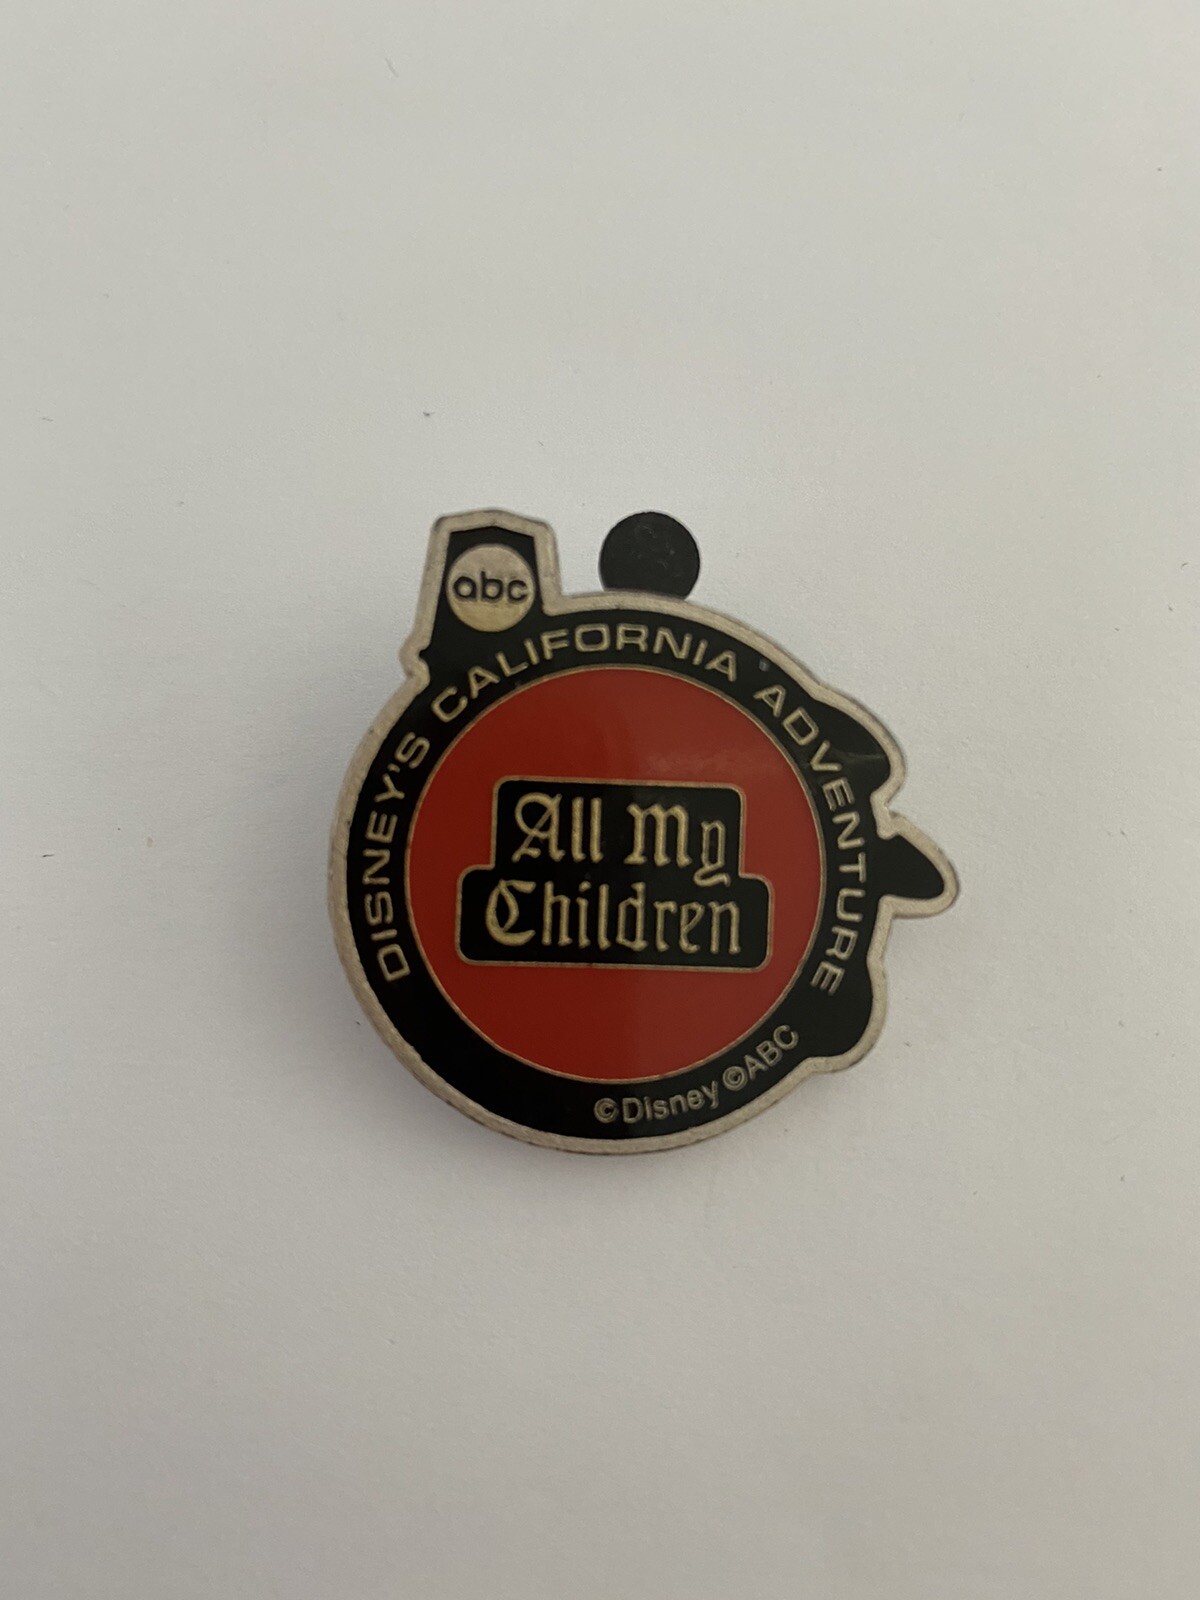 abc
DISNEY'S CALIFORNIA ADVENTURE
All My
Children
©Disney ©ABC